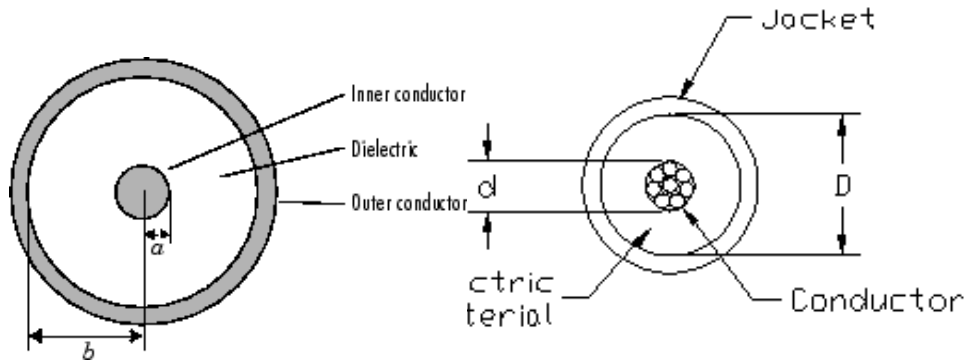 Inner conductor
Dielectric
Outer conductor
a
b
Jacket
d
D
ctric
terial
Conductor